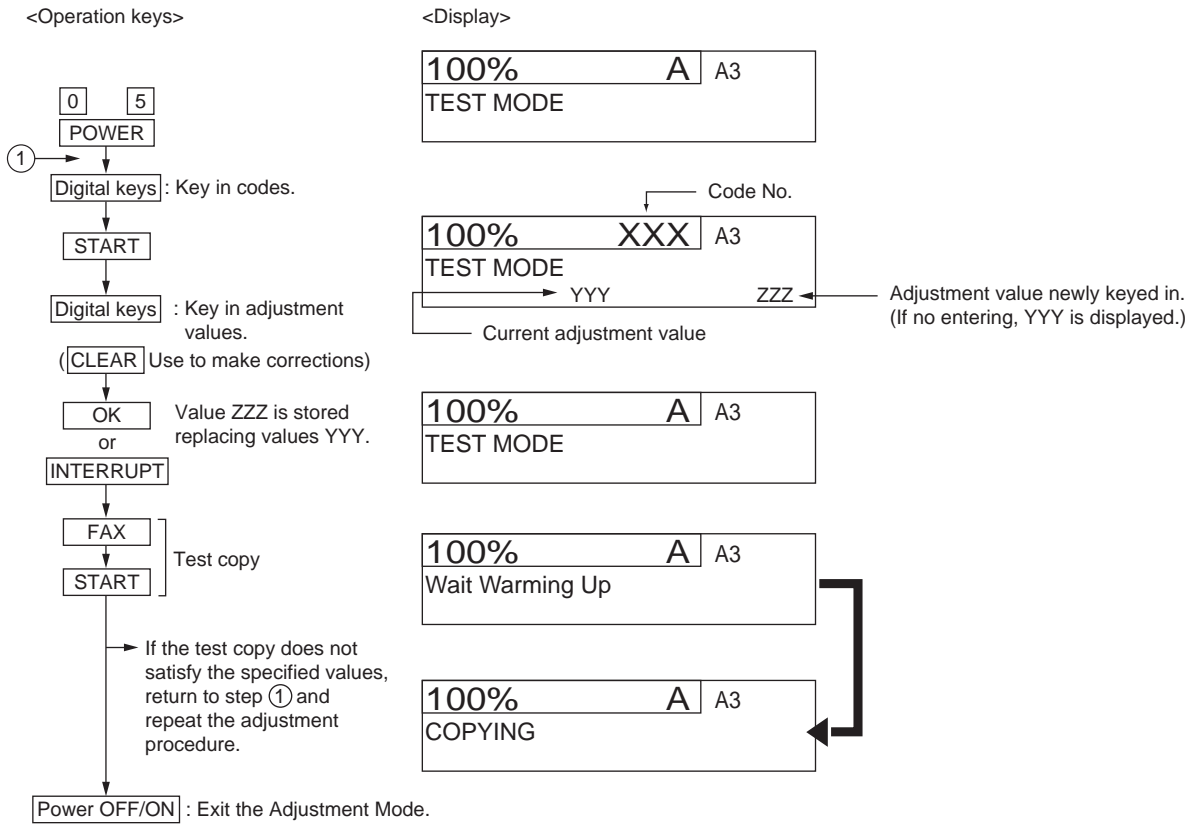 <Operation keys>
<Display>
100% A A3
TEST MODE
0 5
POWER
1
Digital keys : Key in codes.
Code No.
START
100% XXX A3
TEST MODE
YYY ZZZ
Adjustment value newly keyed in.
(If no entering, YYY is displayed.)
Current adjustment value
Digital keys : Key in adjustment
values.
(CLEAR Use to make corrections)
OK
or
INTERRUPT
Value ZZZ is stored
replacing values YYY.
100% A A3
TEST MODE
FAX
START
Test copy
100% A A3
Wait Warming Up
If the test copy does not
satisfy the specified values,
return to step 1 and
repeat the adjustment
procedure.
100% A A3
COPYING
Power OFF/ON : Exit the Adjustment Mode.